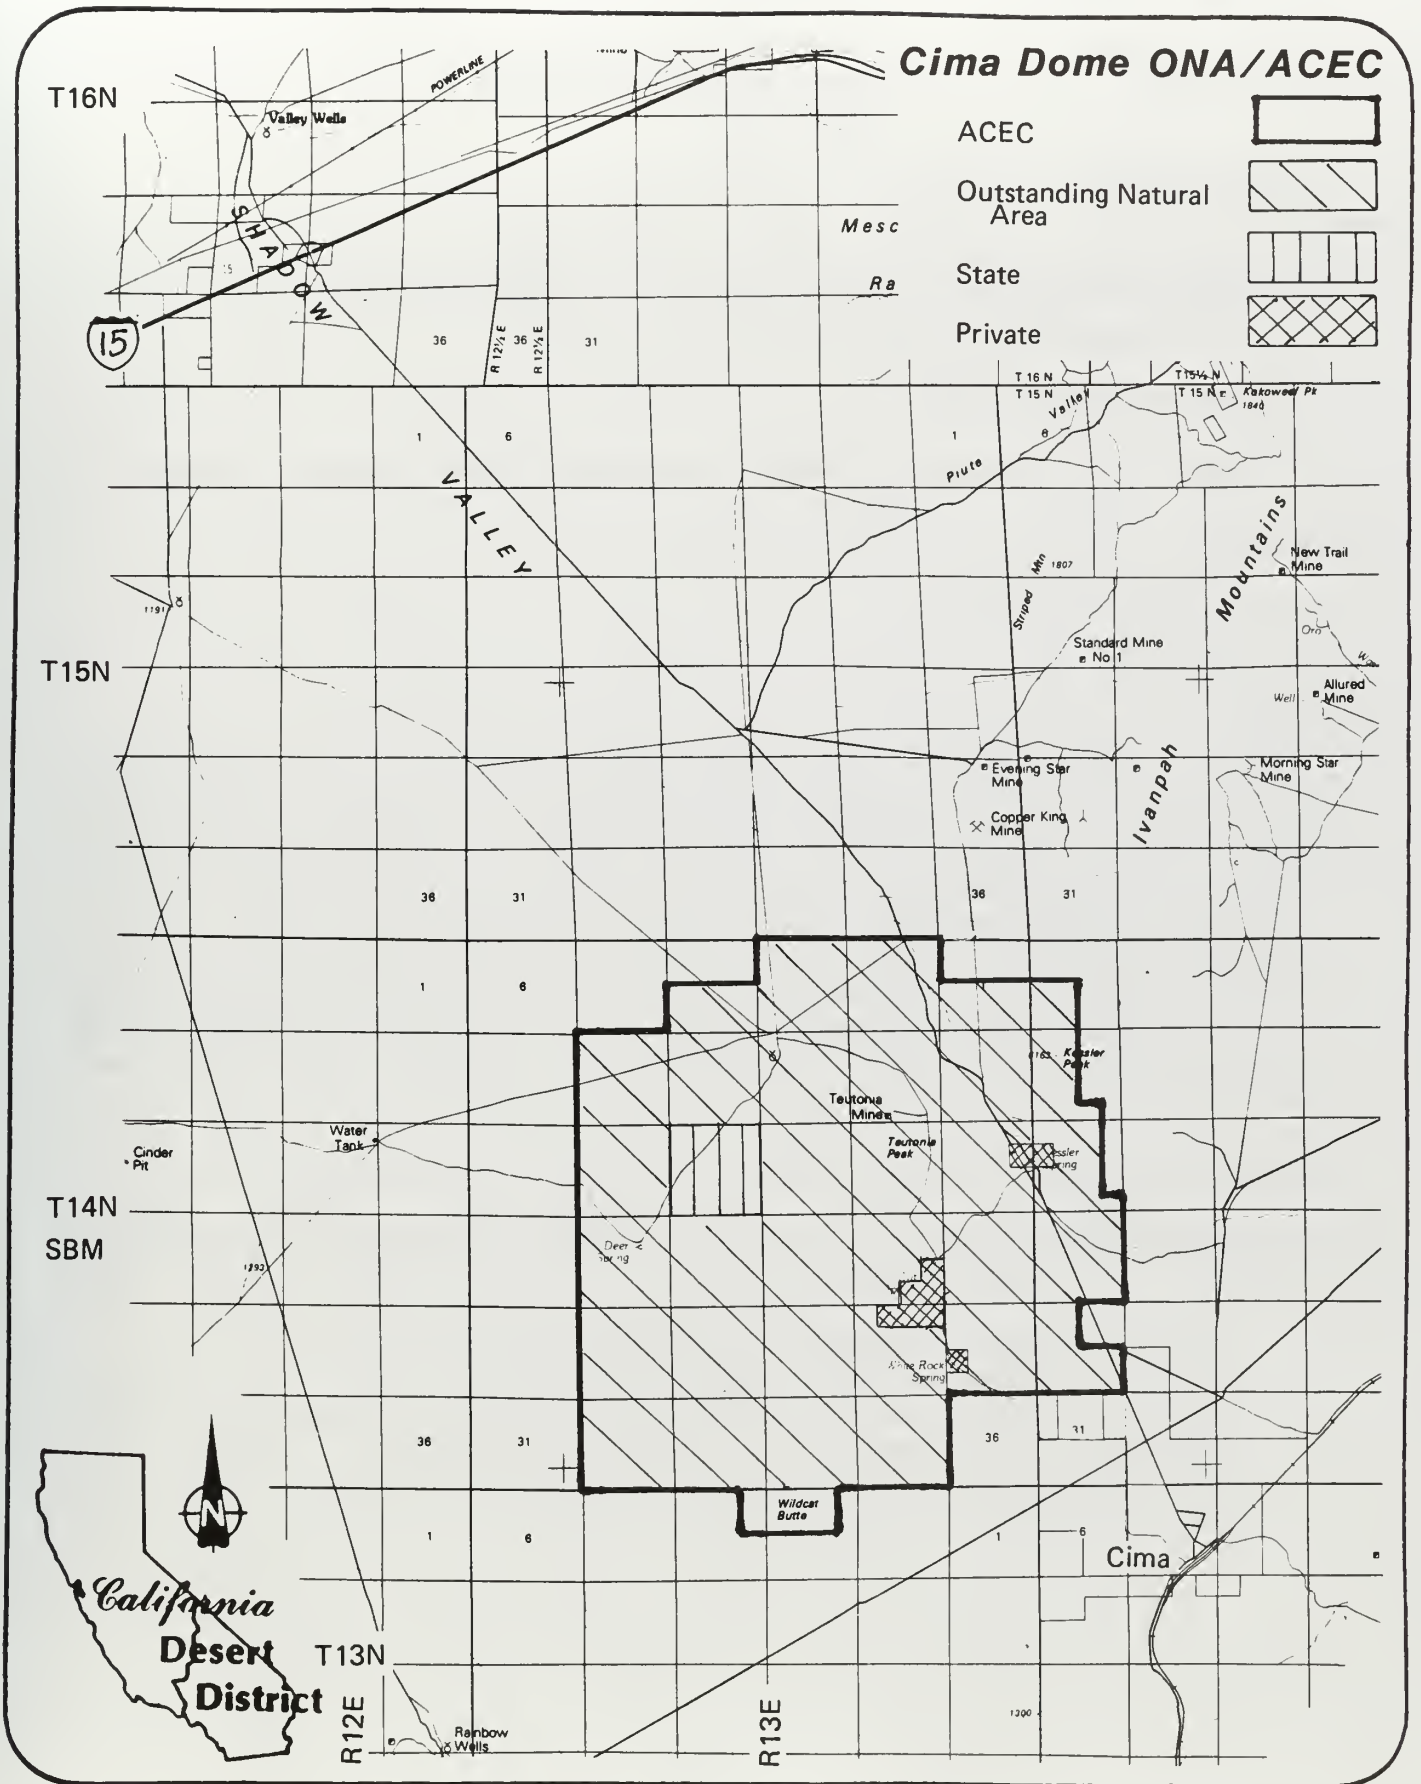 Cima Dome ONA/ACEC
ACEC
Outstanding Natural
Area
State
Private
T16N
POWERLINE
Valley Wells
SHADOW
VALLEY
15
15
Mesc
Ra
36
R 12½ E
36
R 12½ E
31
T 16 N
T 15 N
T15½ N
T 15 N
Kokoweef Pk
1840
1
6
1
8
Piute
Valley
Mountains
New Trail
Mine
Striped Mtn
1807
1191
Oro
Standard Mine
No 1
T15N
Well
Allured
Mine
Evening Star
Mine
Morning Star
Mine
Ivanpah
Copper King
Mine
36
31
36
31
1
6
Kessler
Peak
Teutonia
Mine
Teutonia
Peak
Water
Tank
Cinder
Pit
T14N
SBM
Deer
1293
Rock
Spring
36
31
36
31
N
Wildcat
Butte
1
6
1
6
Cima
California
Desert
District
T13N
R12E
R13E
1300
Rainbow
Wells